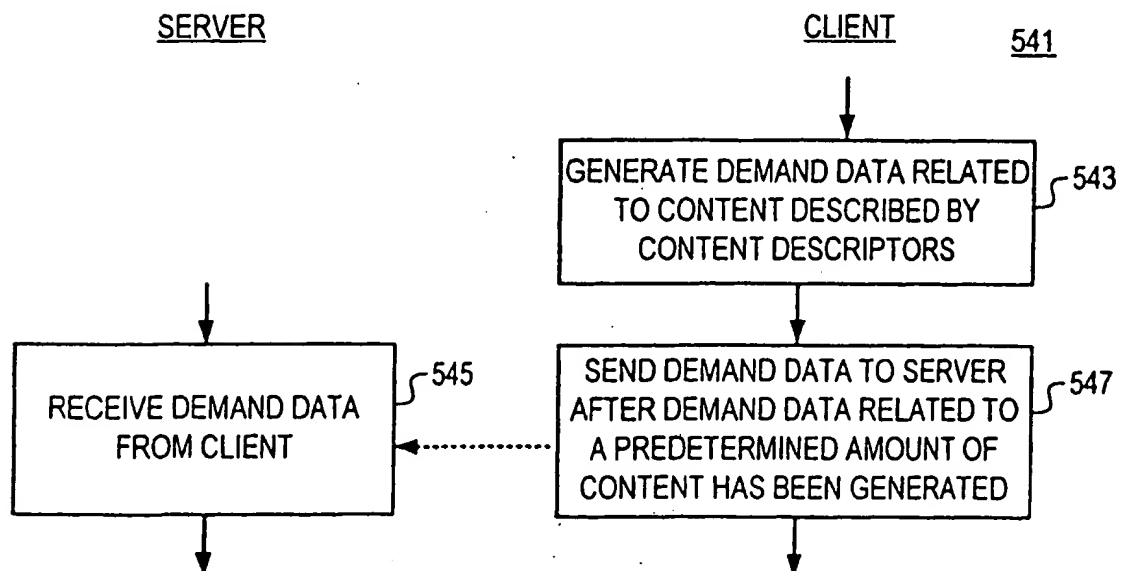 SERVER
CLIENT
541
GENERATE DEMAND DATA RELATED
TO CONTENT DESCRIBED BY
CONTENT DESCRIPTORS
543
RECEIVE DEMAND DATA
FROM CLIENT
545
SEND DEMAND DATA TO SERVER
AFTER DEMAND DATA RELATED TO
A PREDETERMINED AMOUNT OF
CONTENT HAS BEEN GENERATED
547